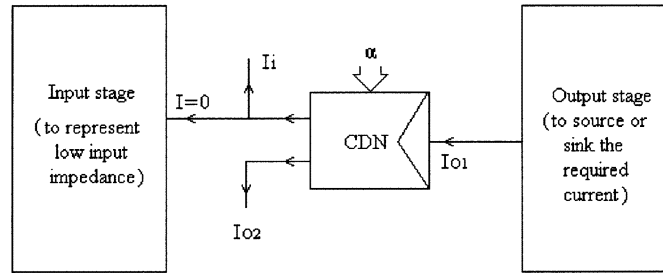 Input stage
(to represent
low input
impedance)
I=0
Ii
Io2
α
CDN
Io1
Output stage
(to source or
sink the
required
current)